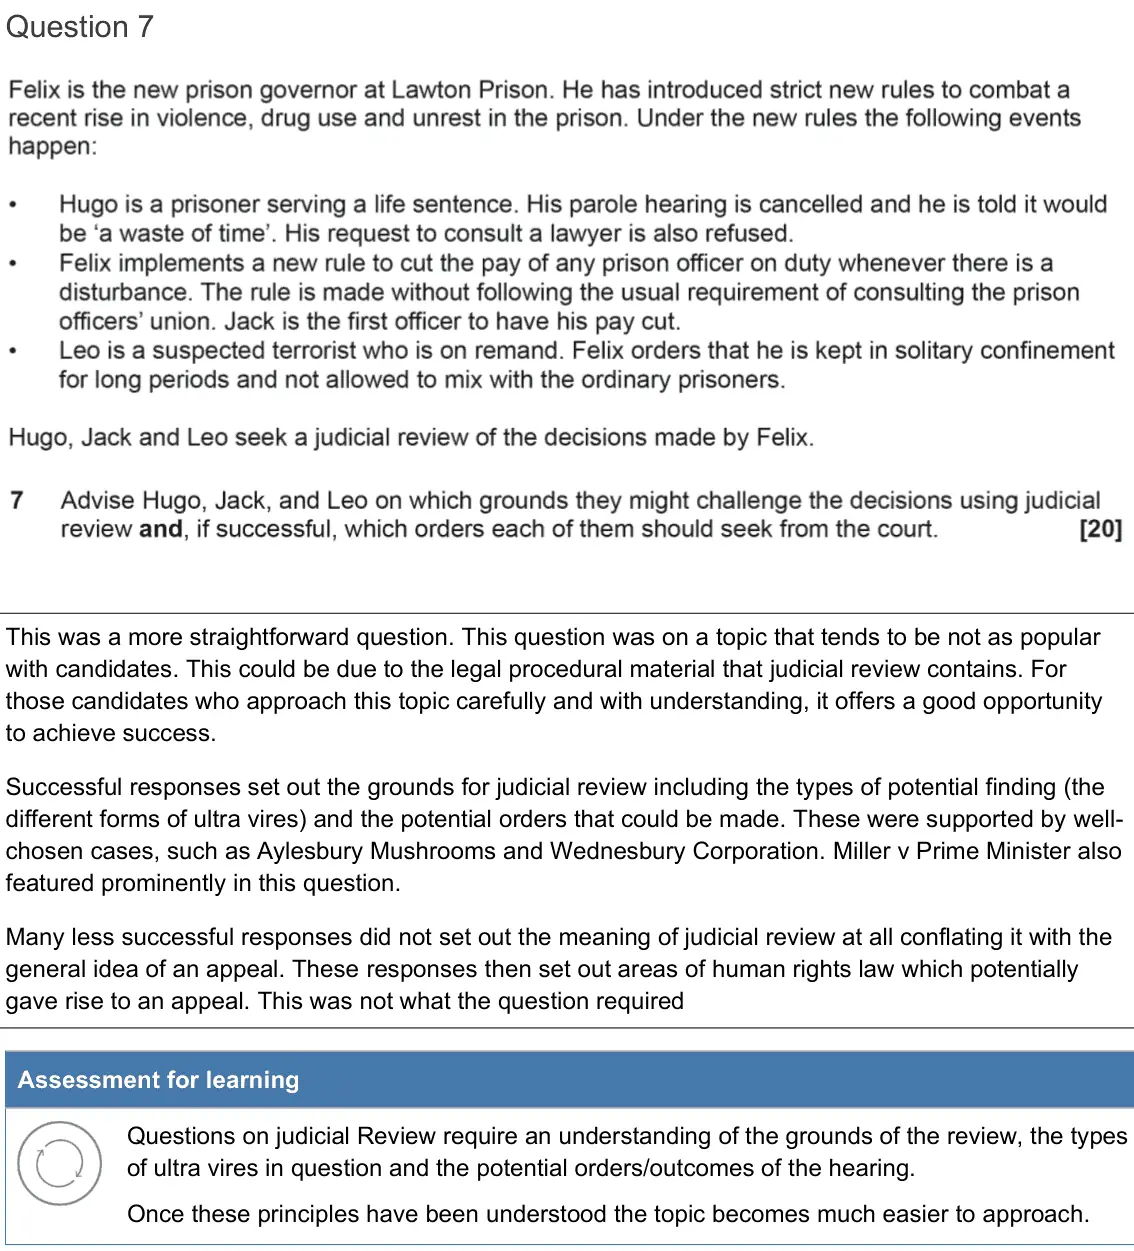 Question 7
Felix is the new prison governor at Lawton Prison. He has introduced strict new rules to combat a
recent rise in violence, drug use and unrest in the prison. Under the new rules the following events
happen:
• Hugo is a prisoner serving a life sentence. His parole hearing is cancelled and he is told it would
be ‘a waste of time’. His request to consult a lawyer is also refused.
• Felix implements a new rule to cut the pay of any prison officer on duty whenever there is a
disturbance. The rule is made without following the usual requirement of consulting the prison
officers’ union. Jack is the first officer to have his pay cut.
• Leo is a suspected terrorist who is on remand. Felix orders that he is kept in solitary confinement
for long periods and not allowed to mix with the ordinary prisoners.
Hugo, Jack and Leo seek a judicial review of the decisions made by Felix.
7 Advise Hugo, Jack, and Leo on which grounds they might challenge the decisions using judicial
review and, if successful, which orders each of them should seek from the court. [20]
This was a more straightforward question. This question was on a topic that tends to be not as popular
with candidates. This could be due to the legal procedural material that judicial review contains. For
those candidates who approach this topic carefully and with understanding, it offers a good opportunity
to achieve success.
Successful responses set out the grounds for judicial review including the types of potential finding (the
different forms of ultra vires) and the potential orders that could be made. These were supported by well-
chosen cases, such as Aylesbury Mushrooms and Wednesbury Corporation. Miller v Prime Minister also
featured prominently in this question.
Many less successful responses did not set out the meaning of judicial review at all conflating it with the
general idea of an appeal. These responses then set out areas of human rights law which potentially
gave rise to an appeal. This was not what the question required
Assessment for learning
Questions on judicial Review require an understanding of the grounds of the review, the types
of ultra vires in question and the potential orders/outcomes of the hearing.
Once these principles have been understood the topic becomes much easier to approach.